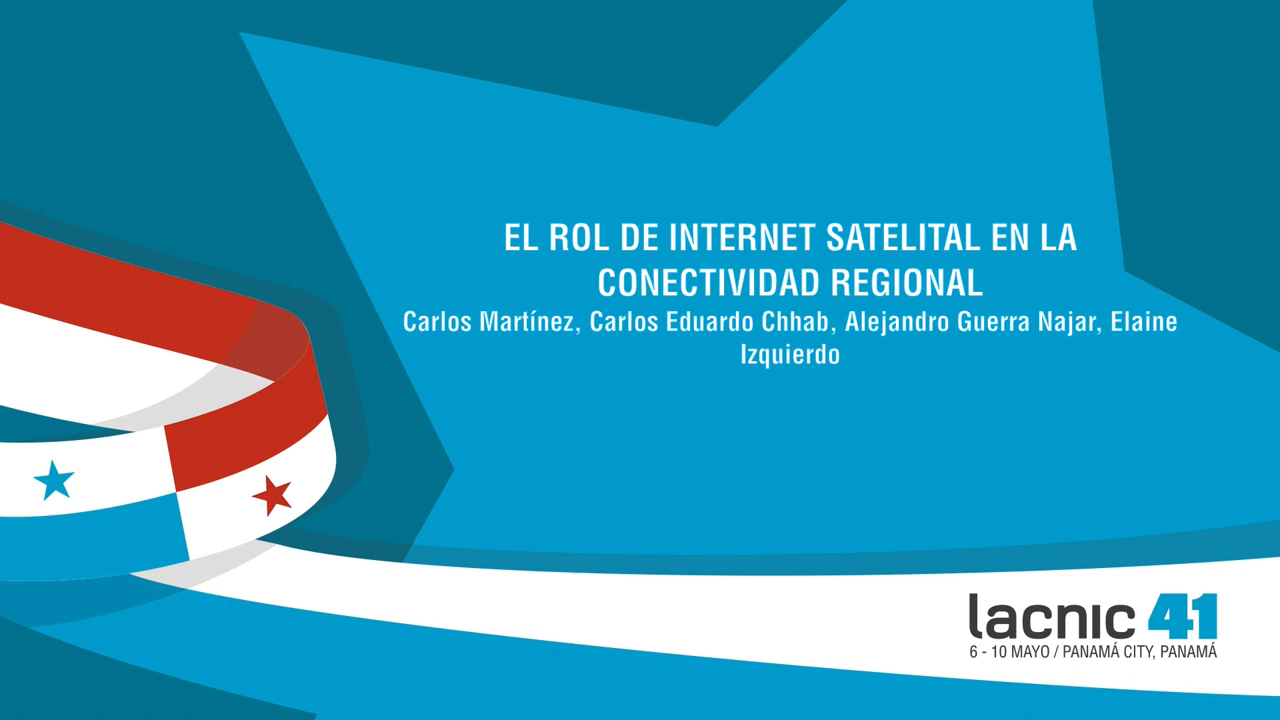 EL ROL DE INTERNET SATELITAL EN LA
CONECTIVIDAD REGIONAL
Carlos Martínez, Carlos Eduardo Chhab, Alejandro Guerra Najar, Elaine
Izquierdo
lacnic 41
6 - 10 MAYO / PANAMÁ CITY, PANAMÁ